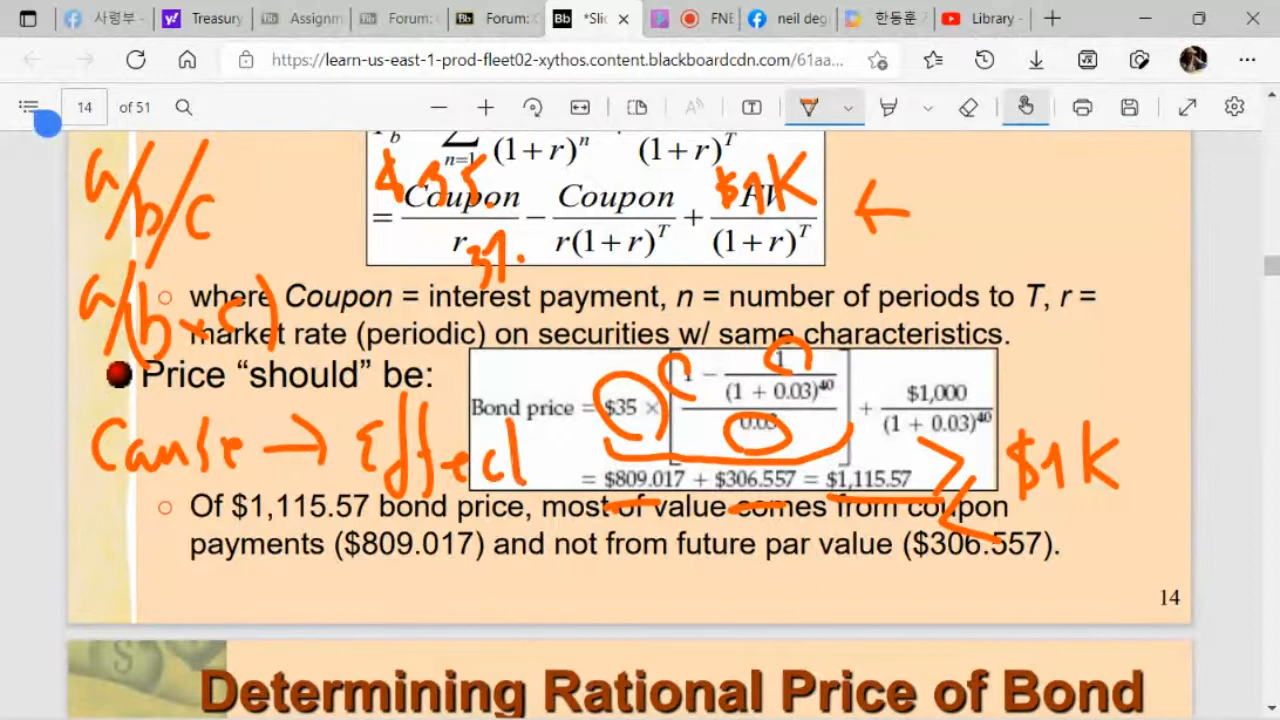 사령부 - Treasury Assignm Forum: Forum: *Slic FNE neil deg 한동훈 Library -
https://learn-us-east-1-prod-fleet02-xythos.content.blackboardcdn.com/61aa...
14 of 51
b ∑ n=1 (1+r)^n (1+r)^T
= Coupon/r − Coupon/r(1+r)^T + /(1+r)^T
$35. 3%. $1K ←
a/b/c
a/(b×c)
where Coupon = interest payment, n = number of periods to T, r =
market rate (periodic) on securities w/ same characteristics.
Price “should” be:
Bond price = $35 × [1 − 1/(1 + 0.03)^40 / 0.03] + $1,000/(1 + 0.03)^40
= $809.017 + $306.557 = $1,115.57
Cause → Effect
> < $1K
Of $1,115.57 bond price, most of value comes from coupon
payments ($809.017) and not from future par value ($306.557).
14
Determining Rational Price of Bond